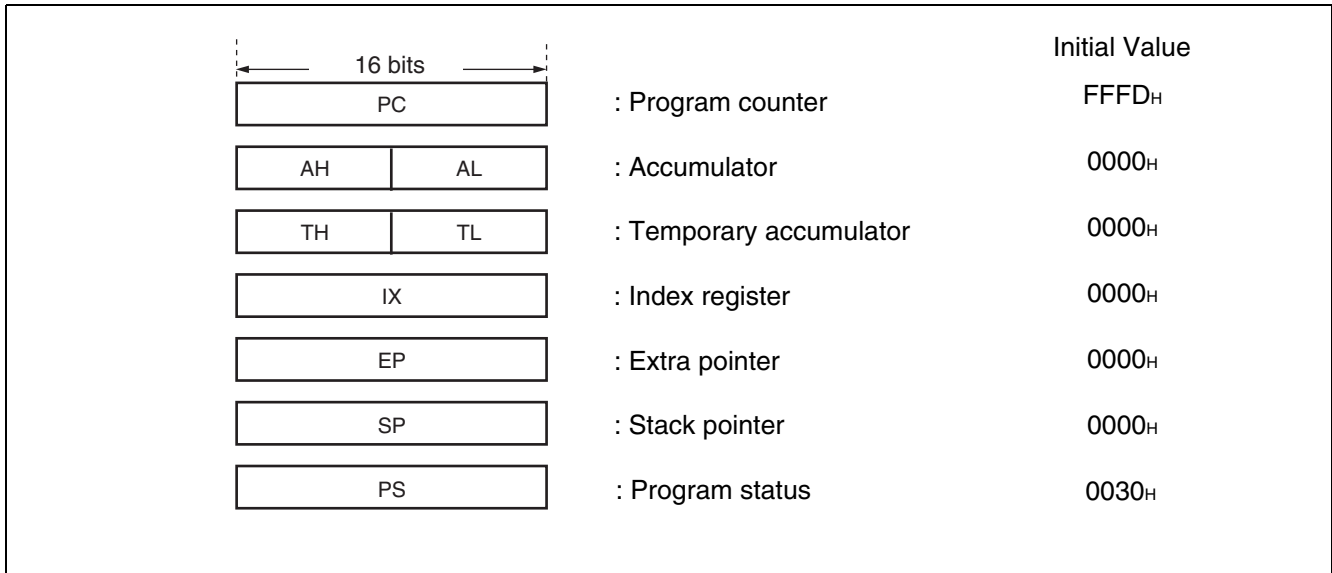 Initial Value
16 bits
PC : Program counter FFFDH
AH AL : Accumulator 0000H
TH TL : Temporary accumulator 0000H
IX : Index register 0000H
EP : Extra pointer 0000H
SP : Stack pointer 0000H
PS : Program status 0030H